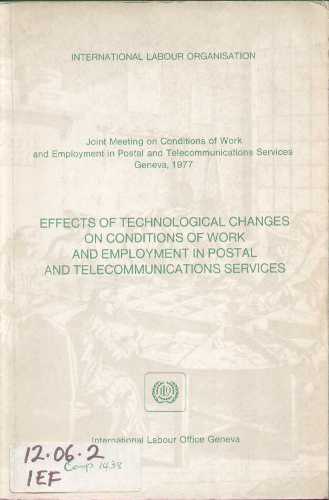 INTERNATIONAL LABOUR ORGANISATION
Joint Meeting on Conditions of Work
and Employment in Postal and Telecommunications Services
Geneva, 1977
EFFECTS OF TECHNOLOGICAL CHANGES
ON CONDITIONS OF WORK
AND EMPLOYMENT IN POSTAL
AND TELECOMMUNICATIONS SERVICES
International Labour Office Geneva
12.06.2
Comp 1438
IEF